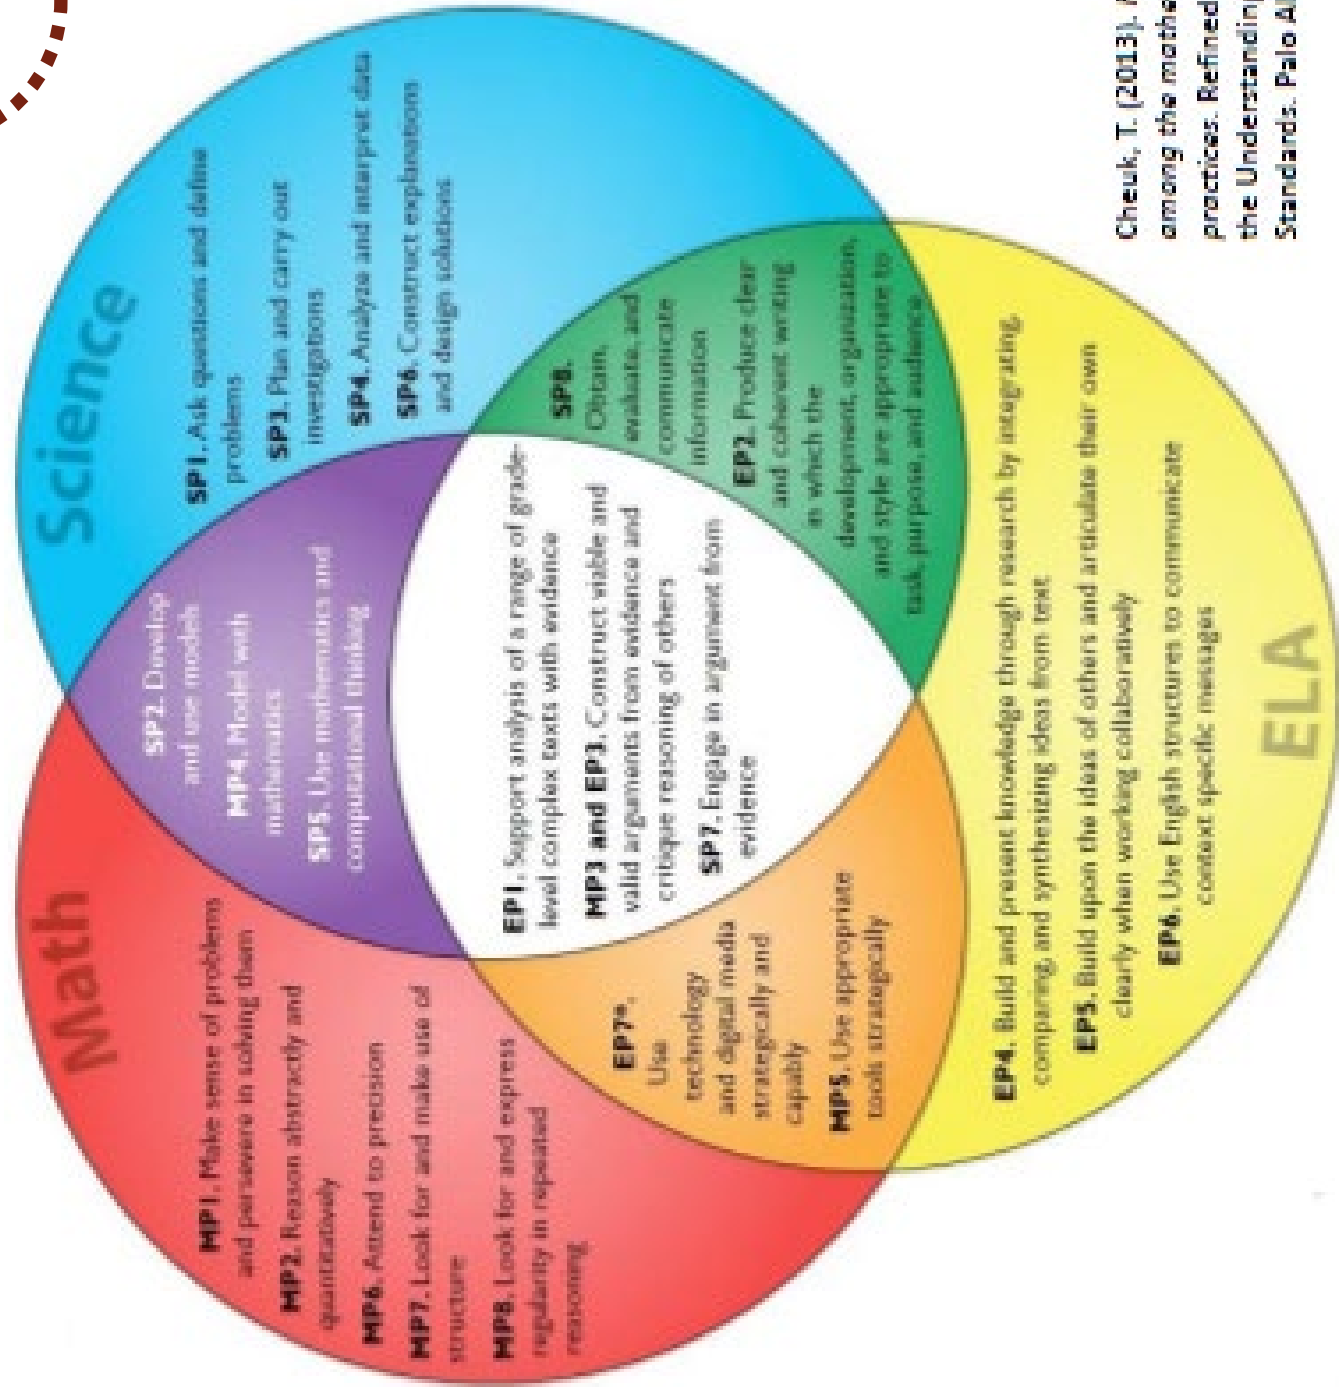 Math
MP1. Make sense of problems
and persevere in solving them
MP2. Reason abstractly and
quantitatively
MP6. Attend to precision
MP7. Look for and make use of
structure
MP8. Look for and express
regularity in repeated
reasoning
SP2. Develop
and use models
MP4. Model with
mathematics
SP5. Use mathematics and
computational thinking
Science
SP1. Ask questions and define
problems
SP3. Plan and carry out
investigations
SP4. Analyze and interpret data
SP6. Construct explanations
and design solutions
EP1. Support analysis of a range of grade-
level complex texts with evidence
MP3 and EP3. Construct viable and
valid arguments from evidence and
critique reasoning of others
SP7. Engage in argument from
evidence
SP8.
Obtain,
evaluate, and
communicate
information
EP2. Produce clear
and coherent writing
in which the
development, organization,
and style are appropriate to
task, purpose, and audience
EP7*.
Use
technology
and digital media
strategically and
capably
MP5. Use appropriate
tools strategically
EP4. Build and present knowledge through research by integrating,
comparing, and synthesizing ideas from text
EP5. Build upon the ideas of others and articulate their own
clearly when working collaboratively
EP6. Use English structures to communicate
context specific messages
ELA
Cheuk, T. (2013).
among the mathe
practices. Refined
the Understanding
Standards. Palo Al